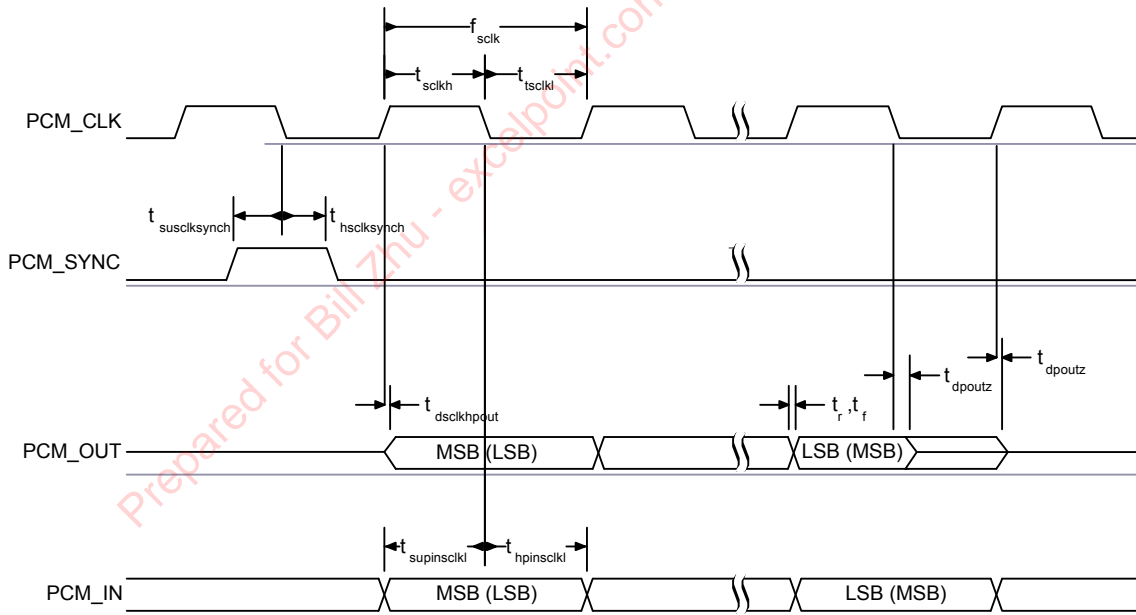 f sclk
t sclkh
t tsclkl
PCM_CLK
t susclksynch
t hsclksynch
PCM_SYNC
t dpoutz
t dpoutz
t dsclkhpout
t r ,t f
PCM_OUT
MSB (LSB)
LSB (MSB)
t supinsclkl
t hpinsclkl
PCM_IN
MSB (LSB)
LSB (MSB)
Prepared for Bill Zhu - excelpoint.com